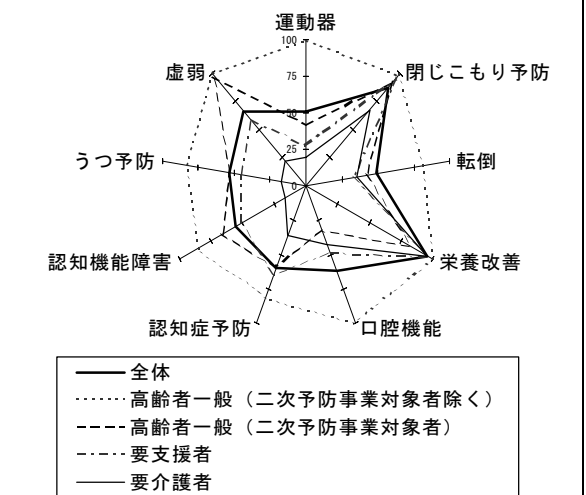 運動器
100
虚弱
閉じこもり予防
75
50
うつ予防
転倒
25
0
認知機能障害
栄養改善
認知症予防
口腔機能
全体
高齢者一般（二次予防事業対象者除く）
高齢者一般（二次予防事業対象者）
要支援者
要介護者